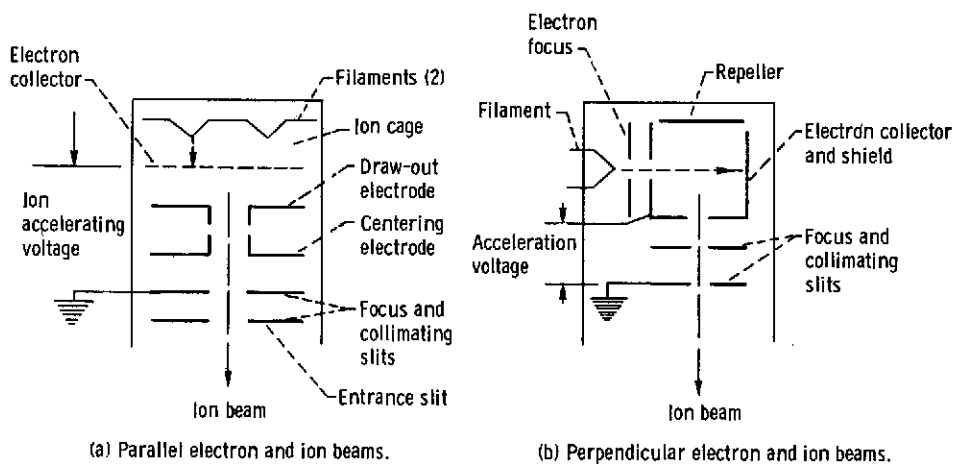 Electron
collector
Filaments (2)
Ion cage
Draw-out
electrode
Ion
accelerating
voltage
Centering
electrode
Focus and
collimating
slits
Entrance slit
Ion beam
(a) Parallel electron and ion beams.
Electron
focus
Repeller
Filament
Electron collector
and shield
Acceleration
voltage
Focus and
collimating
slits
Ion beam
(b) Perpendicular electron and ion beams.